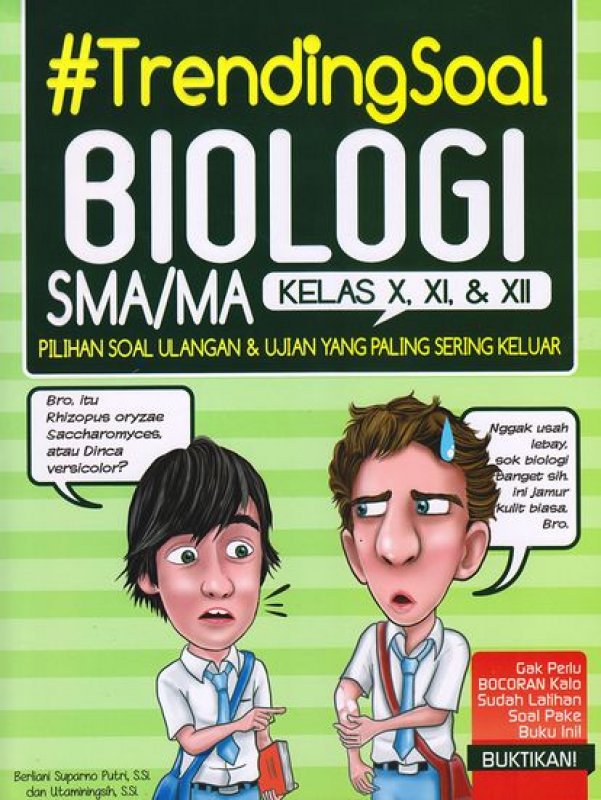 #TrendingSoal
BIOLOGI
SMA/MA KELAS X, XI, & XII
PILIHAN SOAL ULANGAN & UJIAN YANG PALING SERING KELUAR
Bro, itu
Rhizopus oryzae
Saccharomyces,
atau Dinca
versicolor?
Nggak usah
lebay,
sok biologi
banget sih.
ini jamur
kulit biasa,
Bro.
Gak Perlu
BOCORAN Kalo
Sudah Latihan
Soal Pake
Buku Ini!
BUKTIKAN!
Berliani Suparno Putri, S.Si.
dan Utaminingsih, S.Si.